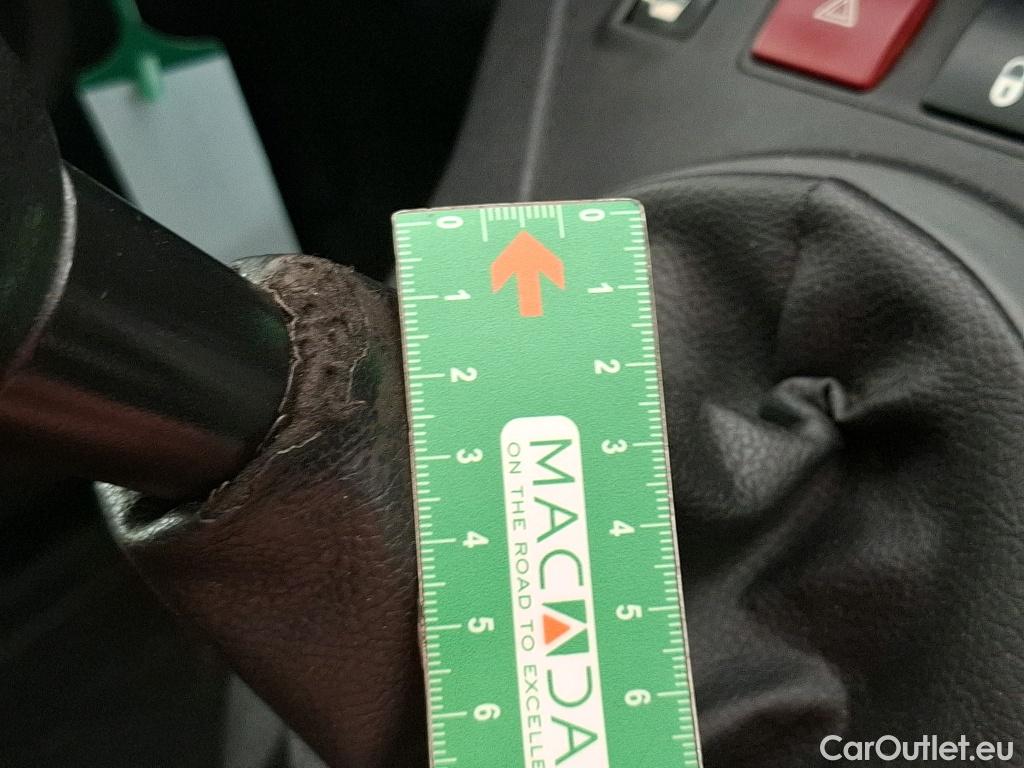 0 0
1 1
2 2
3 3
4 4
5 5
6 6
MACADA
ON THE ROAD TO EXCELLE
CarOutlet.eu